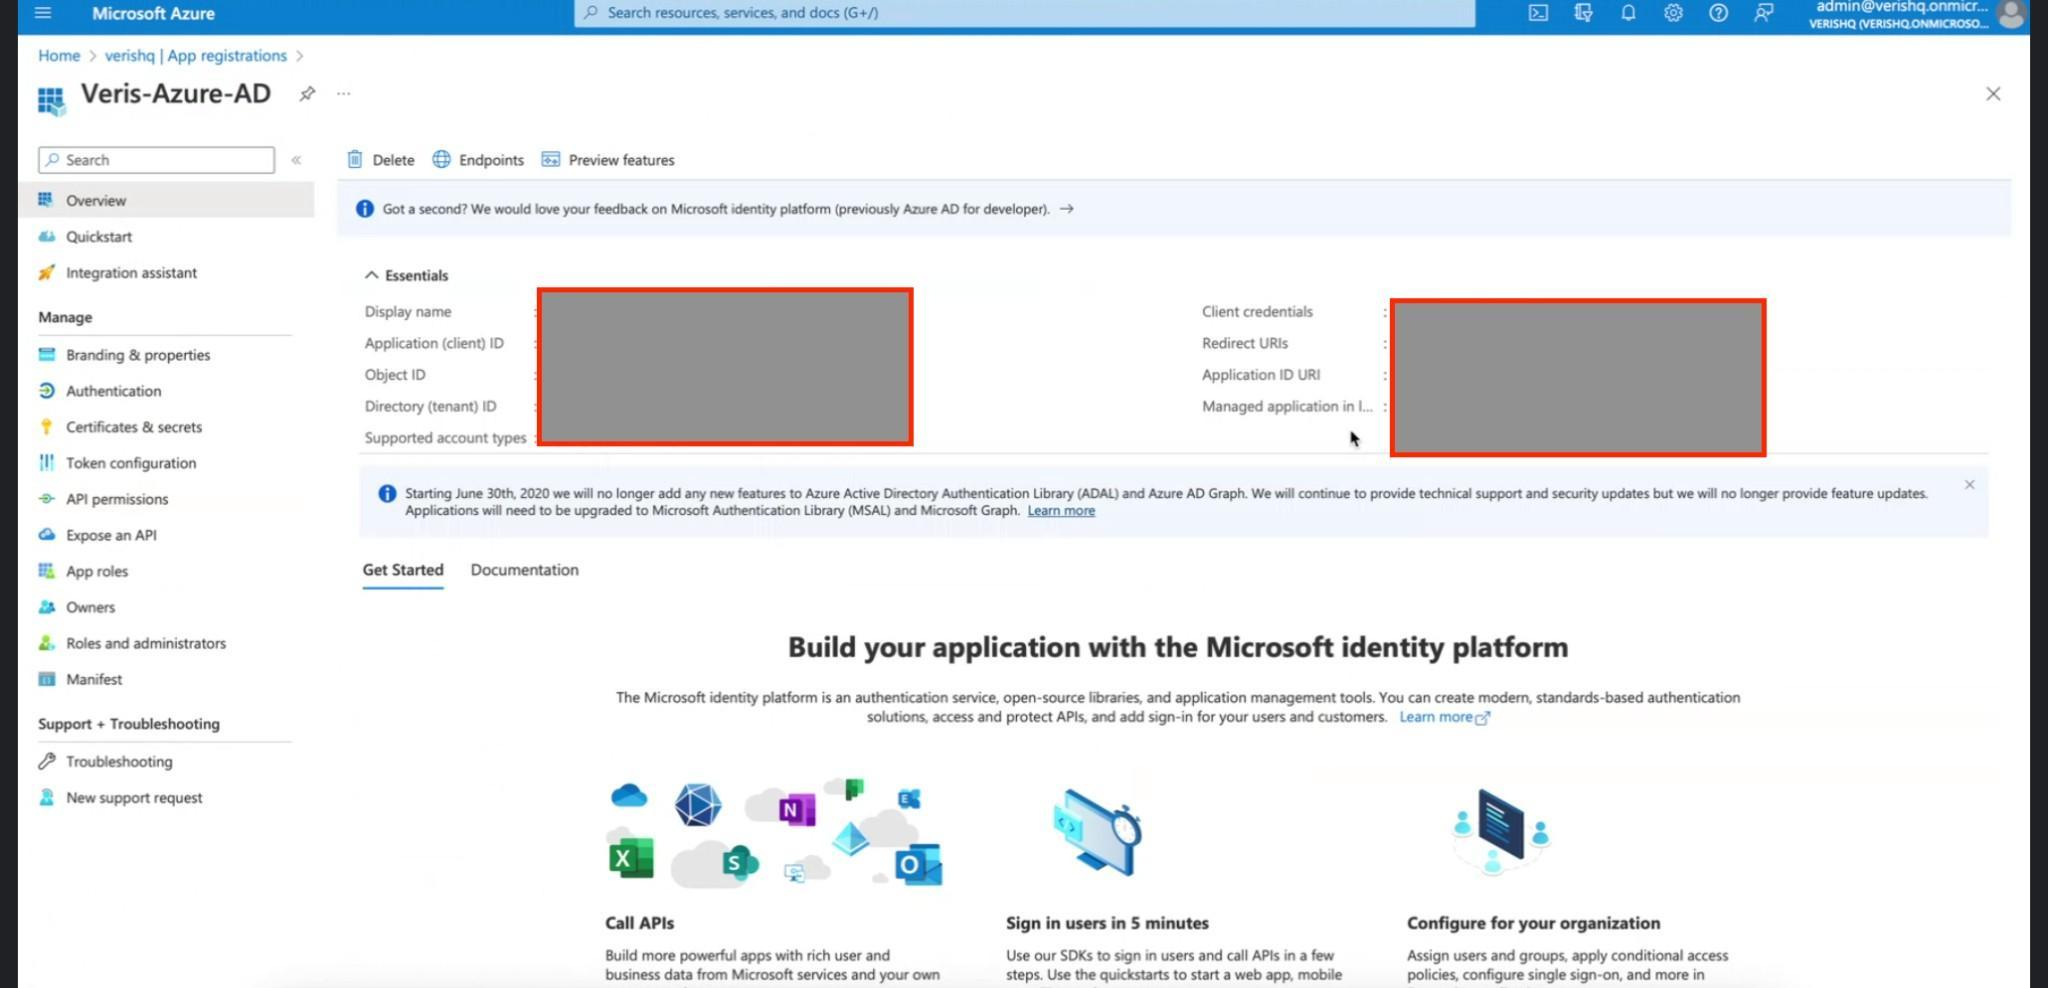 Microsoft Azure
Search resources, services, and docs (G+/)
admin@verishq.onmicr...
VERISHQ (VERISHQ.ONMICROSO...
Home > verishq | App registrations >
Veris-Azure-AD
...
Search
«
Delete
Endpoints
Preview features
Overview
Got a second? We would love your feedback on Microsoft identity platform (previously Azure AD for developer). →
Quickstart
Integration assistant
Manage
Branding & properties
Authentication
Certificates & secrets
Token configuration
API permissions
Expose an API
App roles
Owners
Roles and administrators
Manifest
Support + Troubleshooting
Troubleshooting
New support request
Essentials
Display name :
Application (client) ID :
Object ID :
Directory (tenant) ID :
Supported account types :
Client credentials :
Redirect URIs :
Application ID URI :
Managed application in l... :
Starting June 30th, 2020 we will no longer add any new features to Azure Active Directory Authentication Library (ADAL) and Azure AD Graph. We will continue to provide technical support and security updates but we will no longer provide feature updates.
Applications will need to be upgraded to Microsoft Authentication Library (MSAL) and Microsoft Graph. Learn more
Get Started
Documentation
Build your application with the Microsoft identity platform
The Microsoft identity platform is an authentication service, open-source libraries, and application management tools. You can create modern, standards-based authentication
solutions, access and protect APIs, and add sign-in for your users and customers. Learn more
N
E
X
S
O
Call APIs
Build more powerful apps with rich user and
business data from Microsoft services and your own
Sign in users in 5 minutes
Use our SDKs to sign in users and call APIs in a few
steps. Use the quickstarts to start a web app, mobile
Configure for your organization
Assign users and groups, apply conditional access
policies, configure single sign-on, and more in